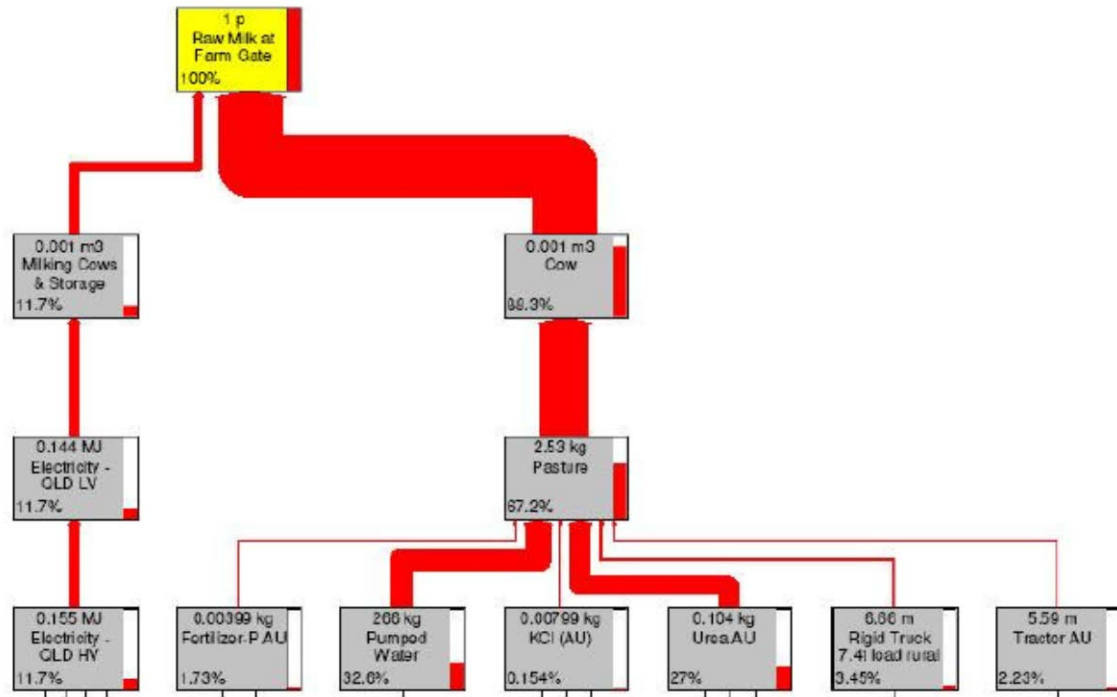 1 p
Raw Milk at
Farm Gate
100%
0.001 m3
Milking Cows
& Storage
11.7%
0.001 m3
Cow
88.3%
0.144 MJ
Electricity -
QLD LV
11.7%
2.53 kg
Pasture
67.2%
0.155 MJ
Electricity -
QLD HV
11.7%
0.00399 kg
Fertilizer-P AU
1.73%
266 kg
Pumped
Water
32.6%
0.00799 kg
KCl (AU)
0.154%
0.104 kg
Urea AU
27%
6.66 m
Rigid Truck
7.4t load rural
3.45%
5.59 m
Tractor AU
2.23%